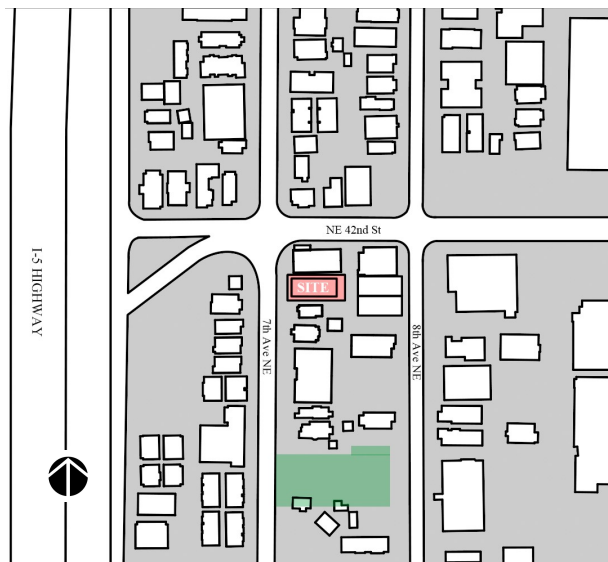 NE 42nd St
SITE
I-5 HIGHWAY
7th Ave NE
8th Ave NE